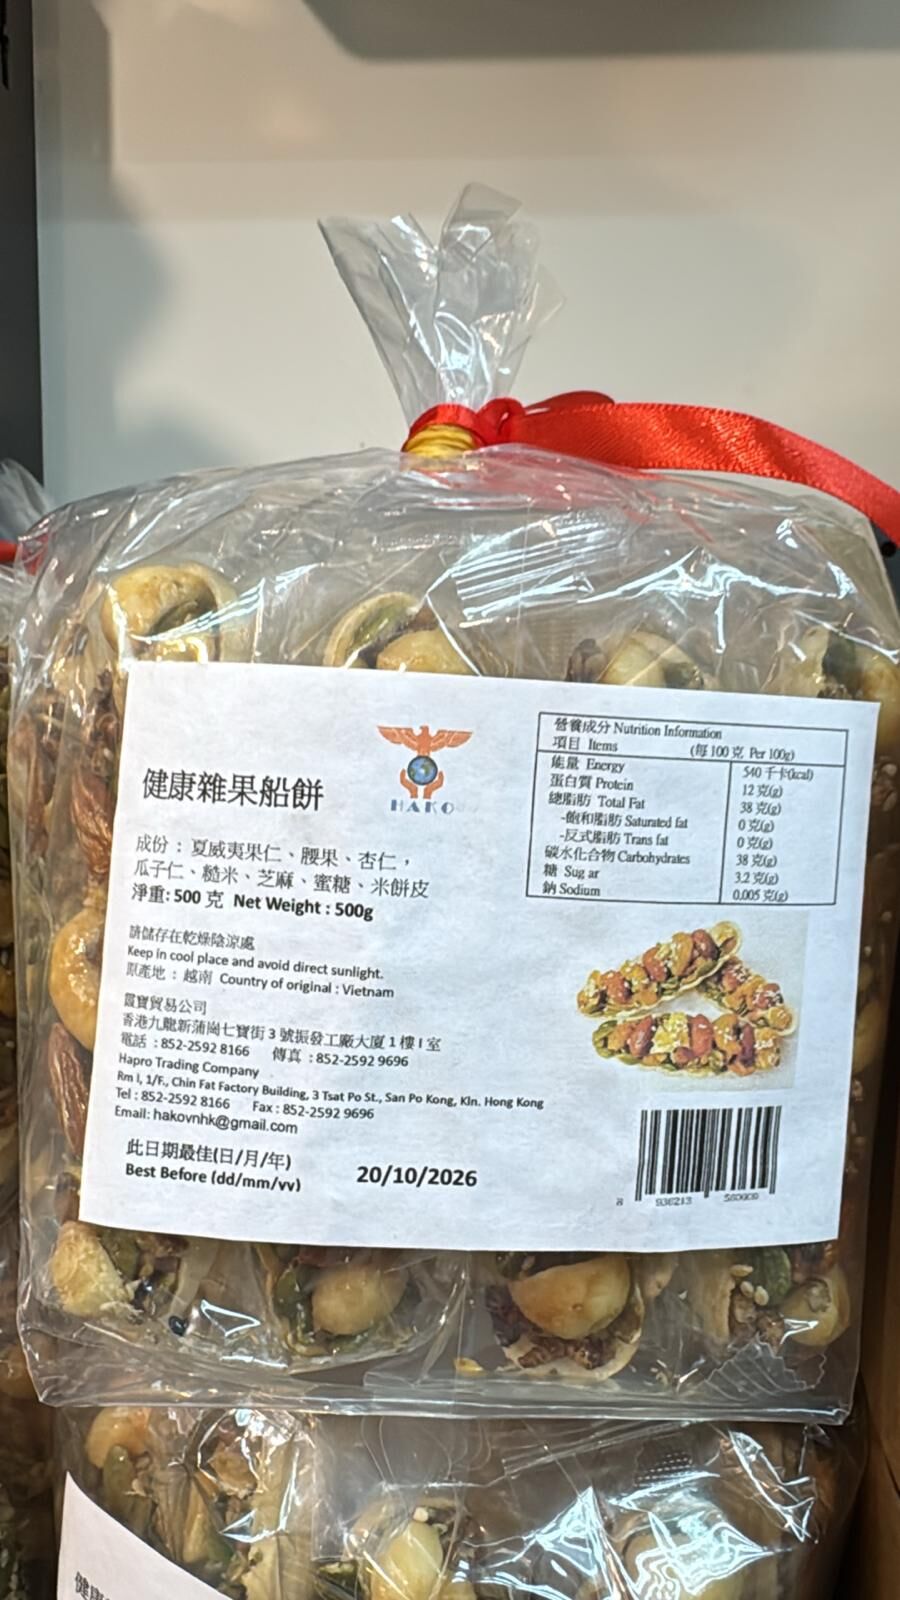 健康雜果船餅
HAKO
成份：夏威夷果仁、腰果、杏仁，
瓜子仁、糙米、芝麻、蜜糖、米餅皮
淨重: 500 克 Net Weight : 500g
請儲存在乾燥陰涼處
Keep in cool place and avoid direct sunlight.
原產地：越南 Country of original : Vietnam
霞寶貿易公司
香港九龍新蒲崗七寶街 3 號振發工廠大廈 1 樓 I 室
電話 : 852-2592 8166 傳真 : 852-2592 9696
Hapro Trading Company
Rm I, 1/F., Chin Fat Factory Building, 3 Tsat Po St., San Po Kong, Kln. Hong Kong
Tel : 852-2592 8166 Fax : 852-2592 9696
Email: hakovnhk@gmail.com
此日期最佳(日/月/年)
Best Before (dd/mm/yy) 20/10/2026
營養成分 Nutrition Information
項目 Items (每 100 克 Per 100g)
能量 Energy 540 千卡(kcal)
蛋白質 Protein 12 克(g)
總脂肪 Total Fat 38 克(g)
-飽和脂肪 Saturated fat 0 克(g)
-反式脂肪 Trans fat 0 克(g)
碳水化合物 Carbohydrates 38 克(g)
糖 Sug ar 3.2 克(g)
鈉 Sodium 0.005 克(g)
8 936213
健